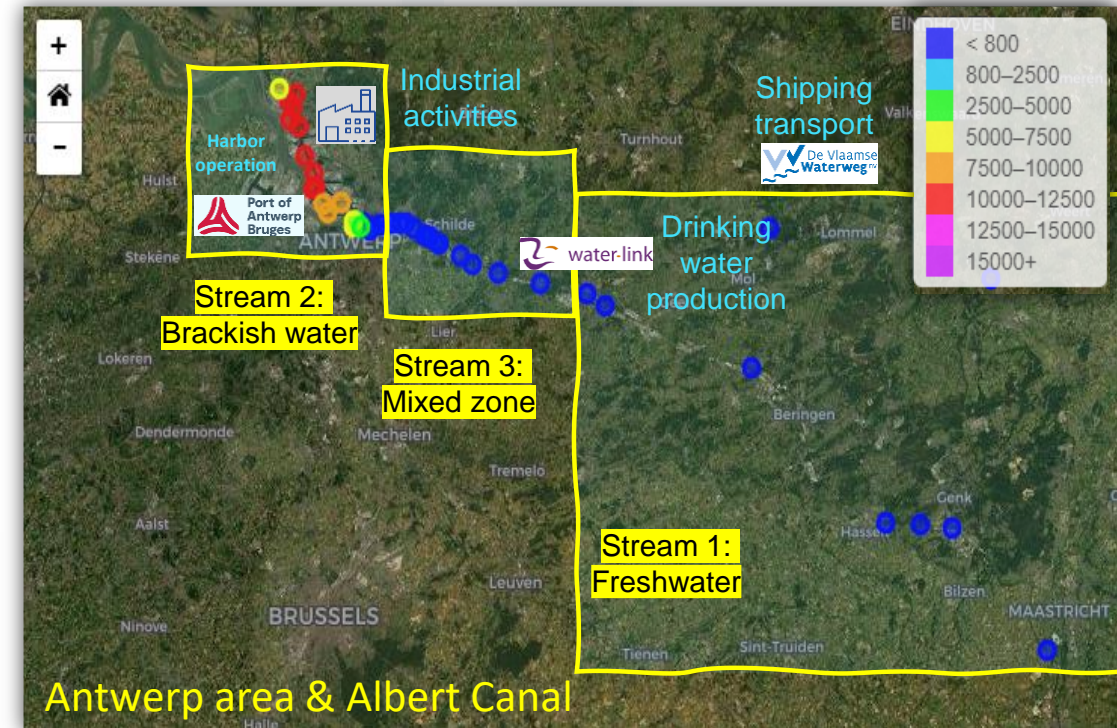 +
−
EINDHOVEN
< 800
800–2500
2500–5000
5000–7500
7500–10000
10000–12500
12500–15000
15000+
Industrial
activities
Shipping
transport
De Vlaamse
Waterweg nv
Turnhout
Harbor
operation
Hulst
Port of
Antwerp
Bruges
ANTWERP
Schilde
water-link
Drinking
water
production
Lommel
Mol
Stekene
Stream 2:
Brackish water
Lier
Stream 3:
Mixed zone
Lokeren
Beringen
Dendermonde
Mechelen
Tremelo
Aalst
Genk
Hasselt
Stream 1:
Freshwater
Leuven
Bilzen
BRUSSELS
MAASTRICHT
Ninove
Tienen
Sint-Truiden
Antwerp area & Albert Canal
Halle